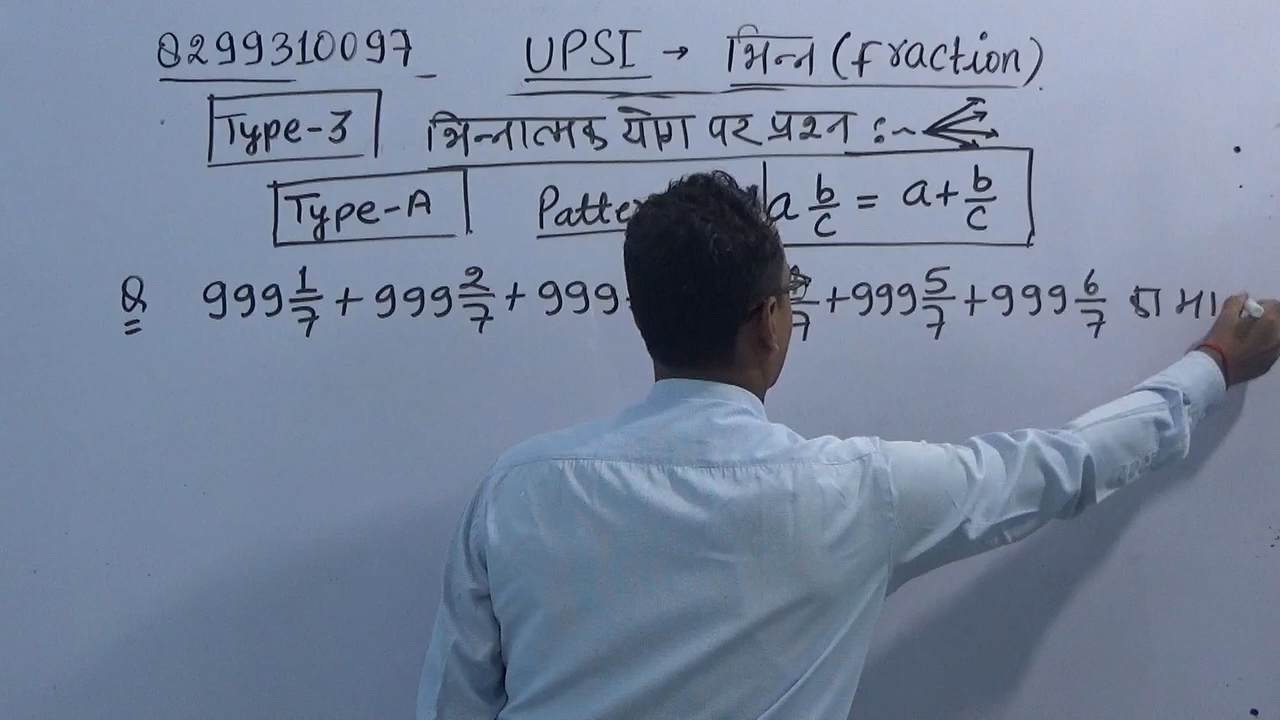 8299310097 UPSI → भिन्न (Fraction)
Type-3 भिन्नात्मक योग पर प्रश्न :-
Type-A a b/c = a + b/c
Q 999 1/7 + 999 2/7 + 999 /7 + 999 5/7 + 999 6/7 का